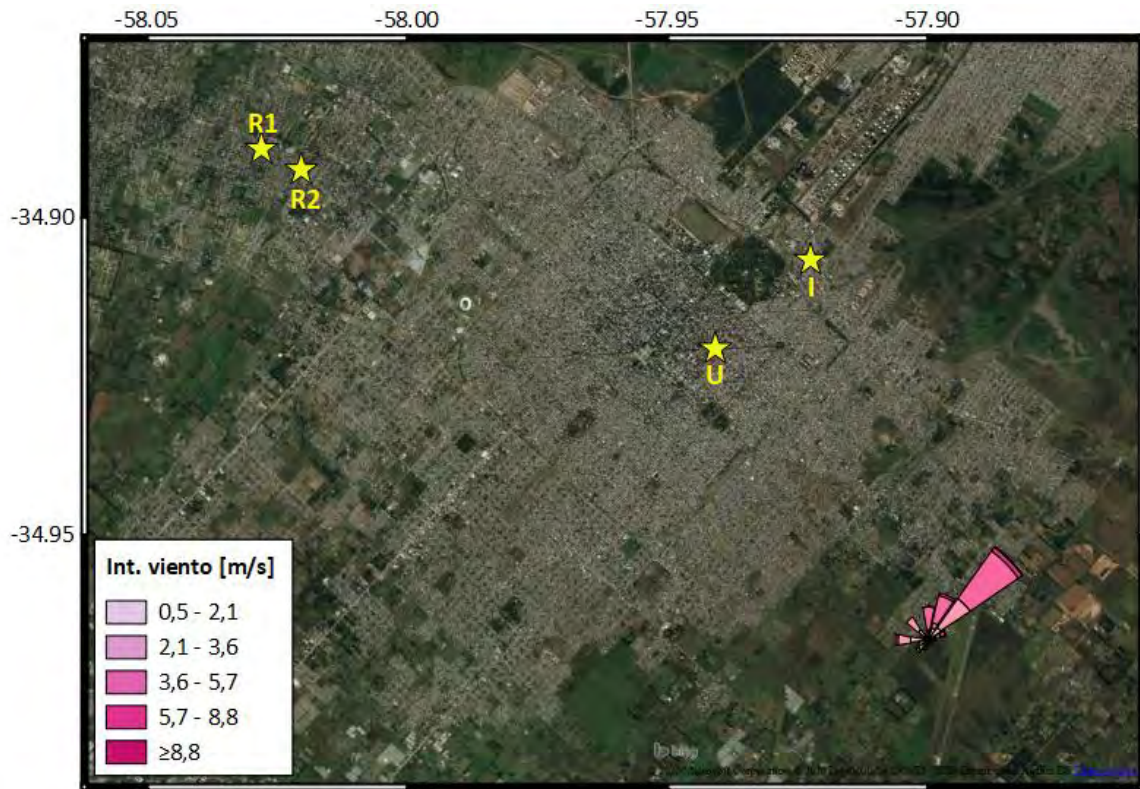 -58.05 -58.00 -57.95 -57.90
R1
R2
-34.90
I
U
-34.95
Int. viento [m/s]
0,5 - 2,1
2,1 - 3,6
3,6 - 5,7
5,7 - 8,8
≥8,8
bing